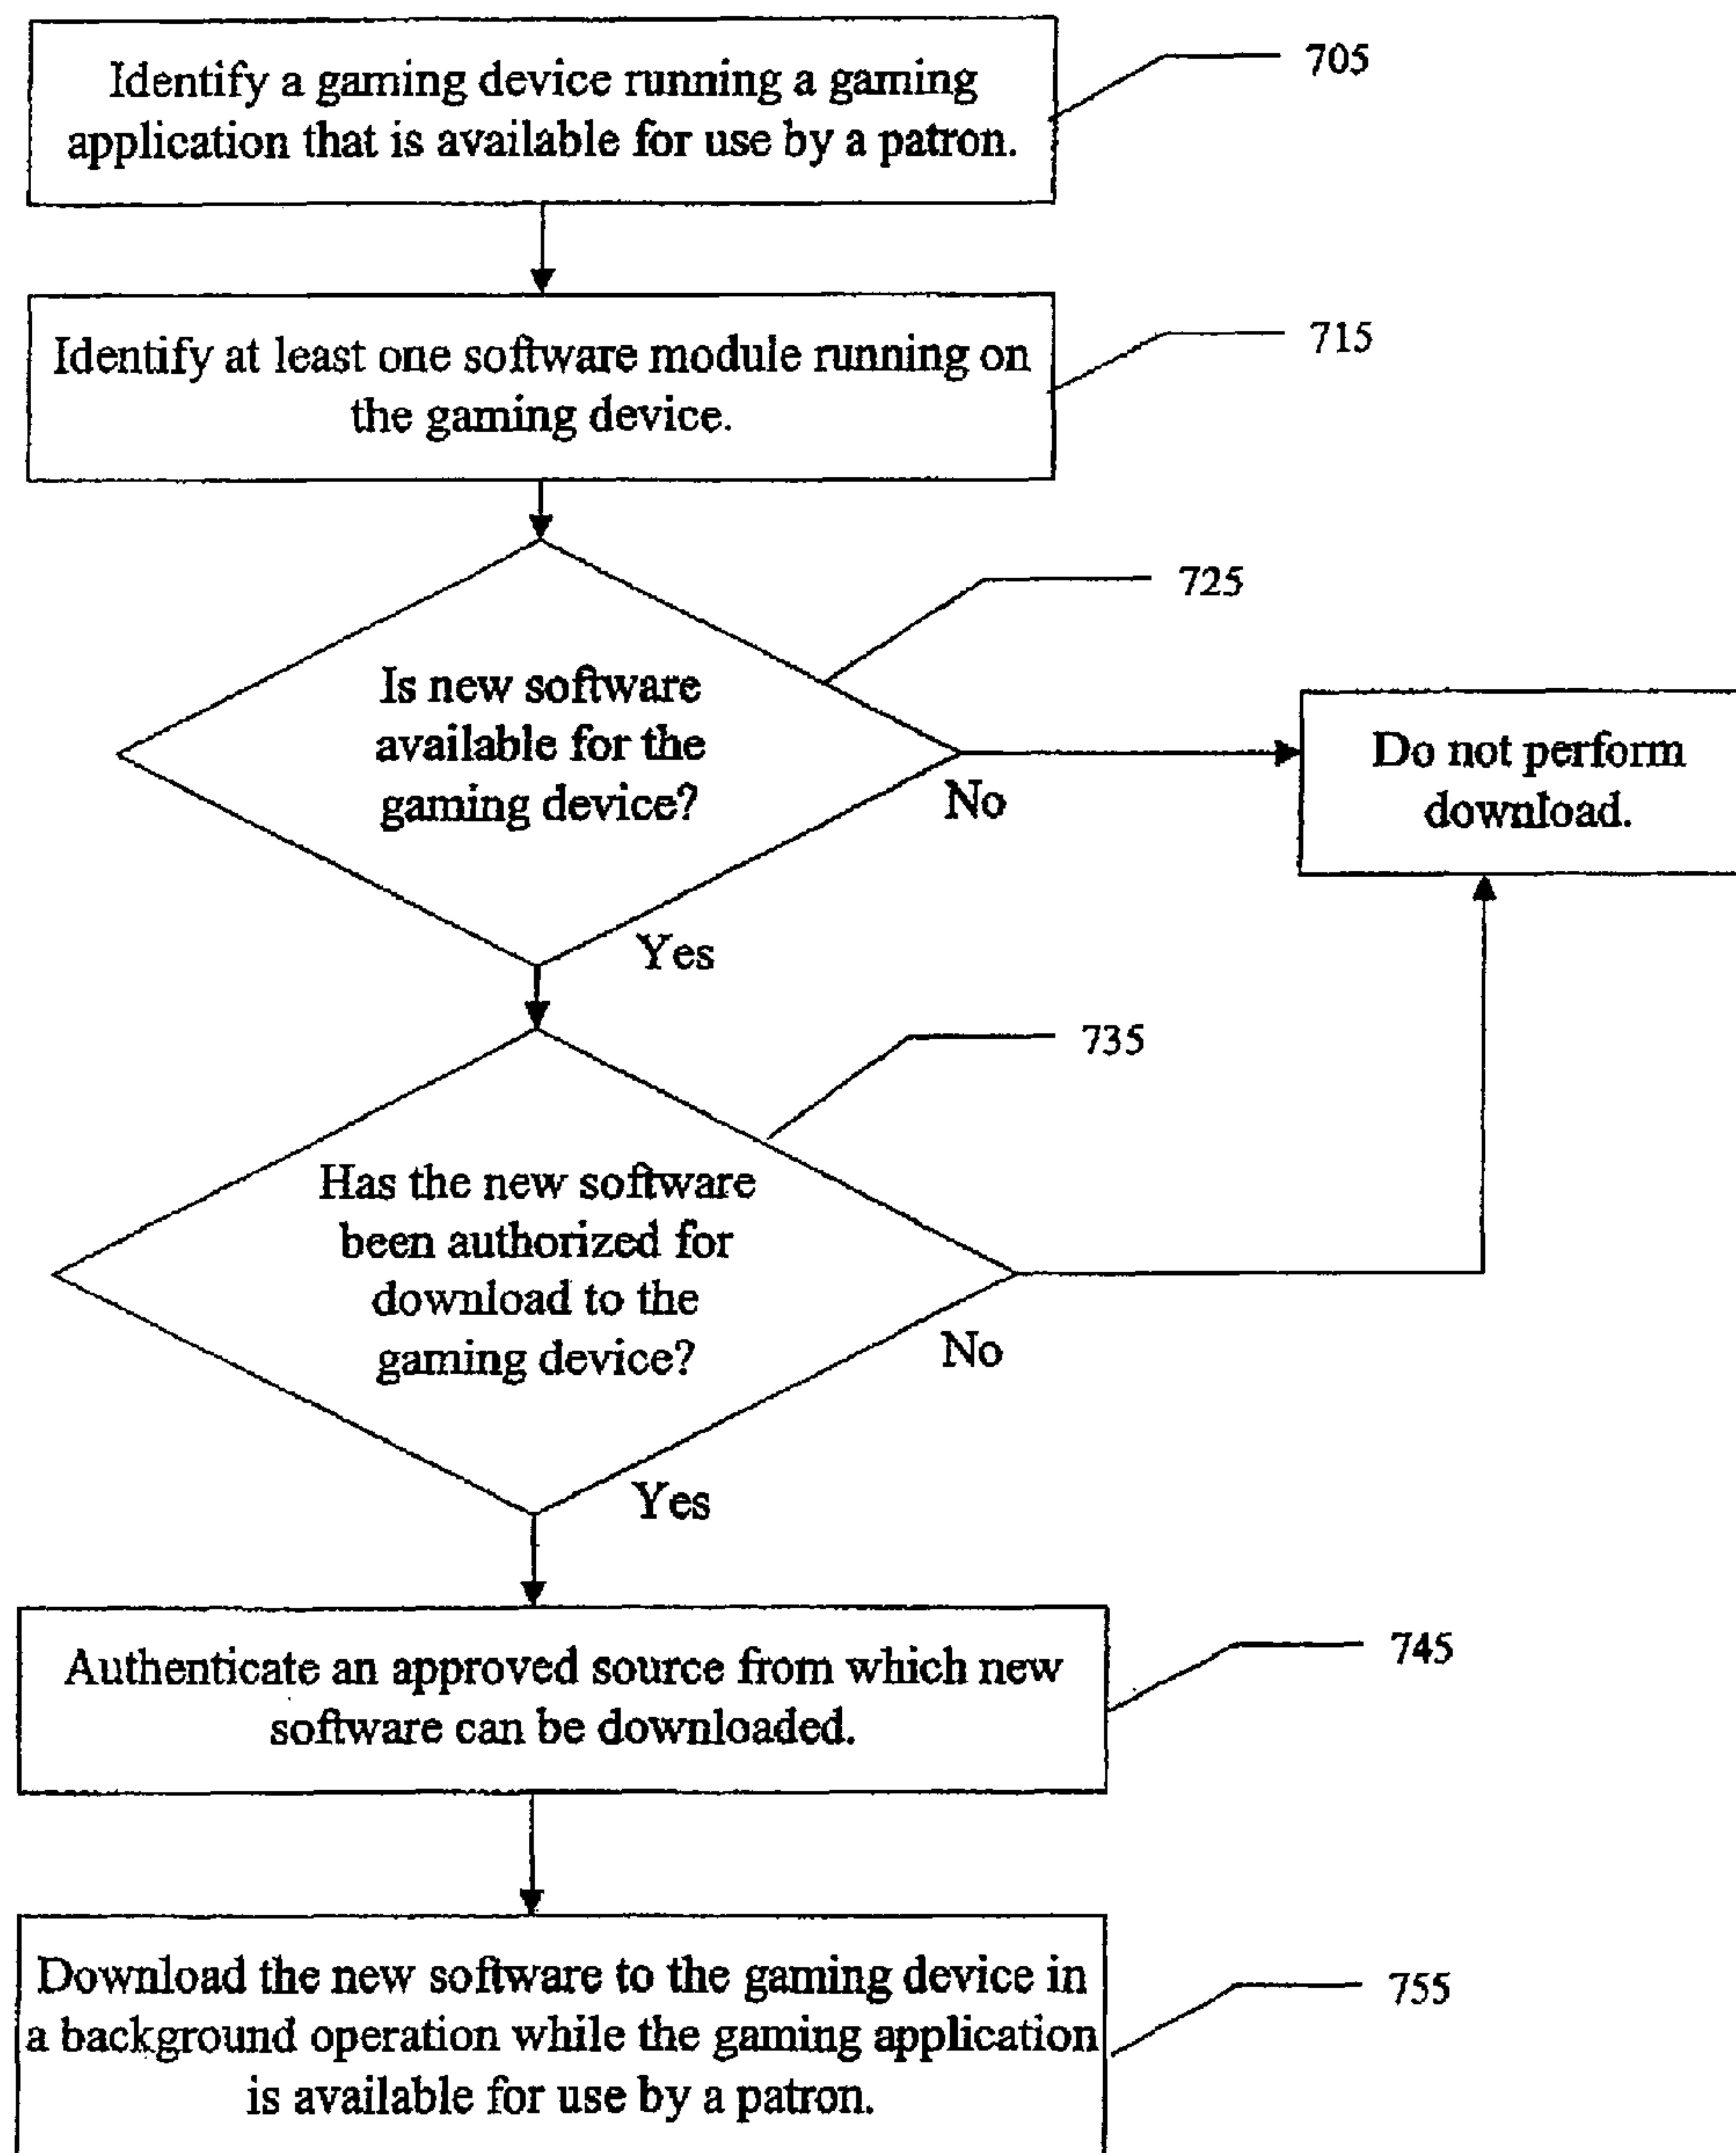 Identify a gaming device running a gaming
application that is available for use by a patron.
705
Identify at least one software module running on
the gaming device.
715
725
Is new software
available for the
gaming device?
No
Do not perform
download.
Yes
735
Has the new software
been authorized for
download to the
gaming device?
No
Yes
Authenticate an approved source from which new
software can be downloaded.
745
Download the new software to the gaming device in
a background operation while the gaming application
is available for use by a patron.
755